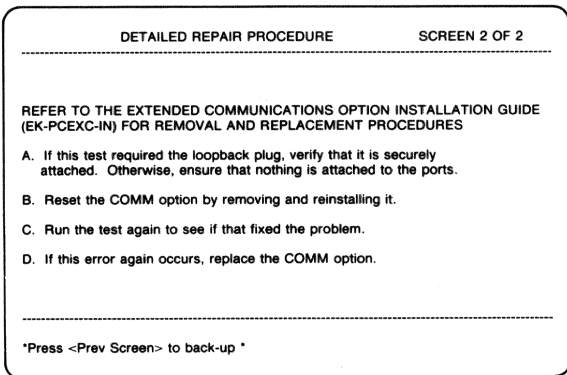 DETAILED REPAIR PROCEDURE SCREEN 2 OF 2
REFER TO THE EXTENDED COMMUNICATIONS OPTION INSTALLATION GUIDE
(EK-PCEXC-IN) FOR REMOVAL AND REPLACEMENT PROCEDURES
A. If this test required the loopback plug, verify that it is securely
attached. Otherwise, ensure that nothing is attached to the ports.
B. Reset the COMM option by removing and reinstalling it.
C. Run the test again to see if that fixed the problem.
D. If this error again occurs, replace the COMM option.
*Press <Prev Screen> to back-up *